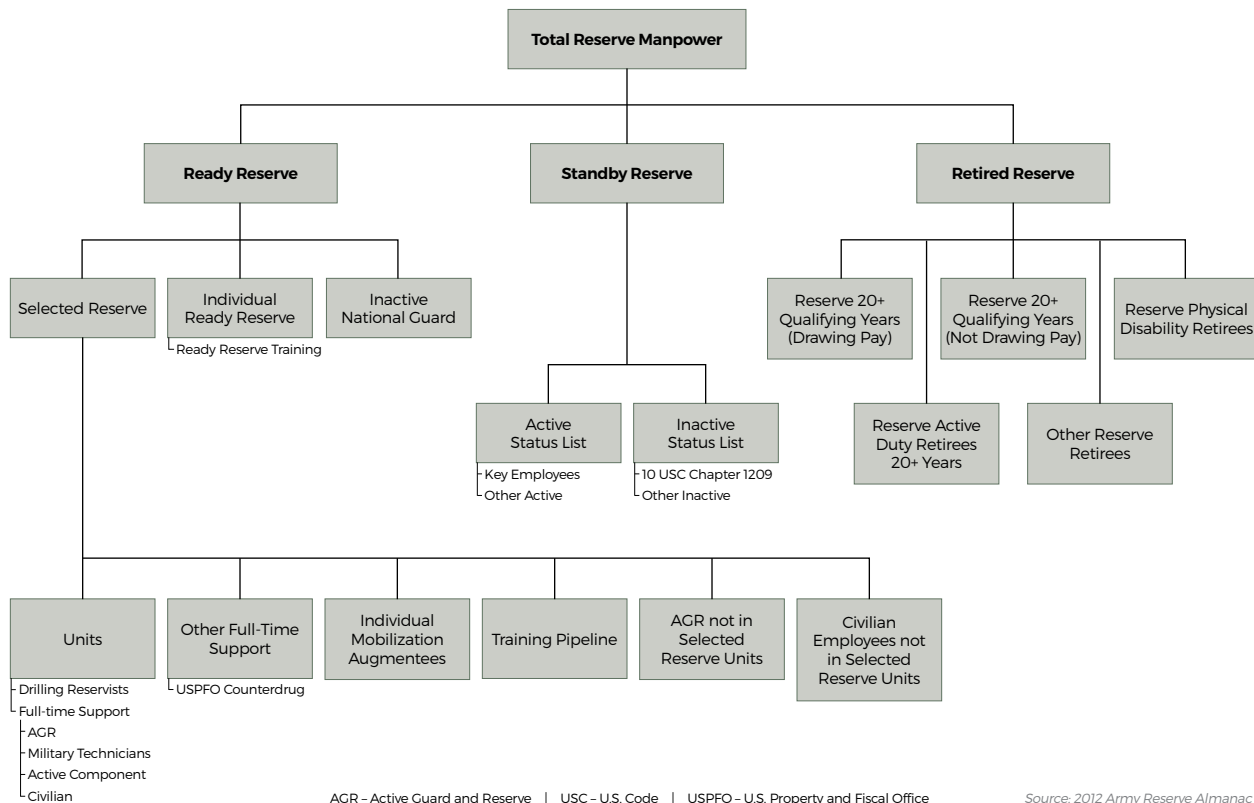 Total Reserve Manpower
Ready Reserve
Standby Reserve
Retired Reserve
Selected Reserve
Individual
Ready Reserve
Ready Reserve Training
Inactive
National Guard
Reserve 20+
Qualifying Years
(Drawing Pay)
Reserve 20+
Qualifying Years
(Not Drawing Pay)
Reserve Physical
Disability Retirees
Active
Status List
Key Employees
Other Active
Inactive
Status List
10 USC Chapter 1209
Other Inactive
Reserve Active
Duty Retirees
20+ Years
Other Reserve
Retirees
Units
Drilling Reservists
Full-time Support
AGR
Military Technicians
Active Component
Civilian
Other Full-Time
Support
USPFO Counterdrug
Individual
Mobilization
Augmentees
Training Pipeline
AGR not in
Selected
Reserve Units
Civilian
Employees not
in Selected
Reserve Units
AGR – Active Guard and Reserve | USC – U.S. Code | USPFO – U.S. Property and Fiscal Office
Source: 2012 Army Reserve Almanac